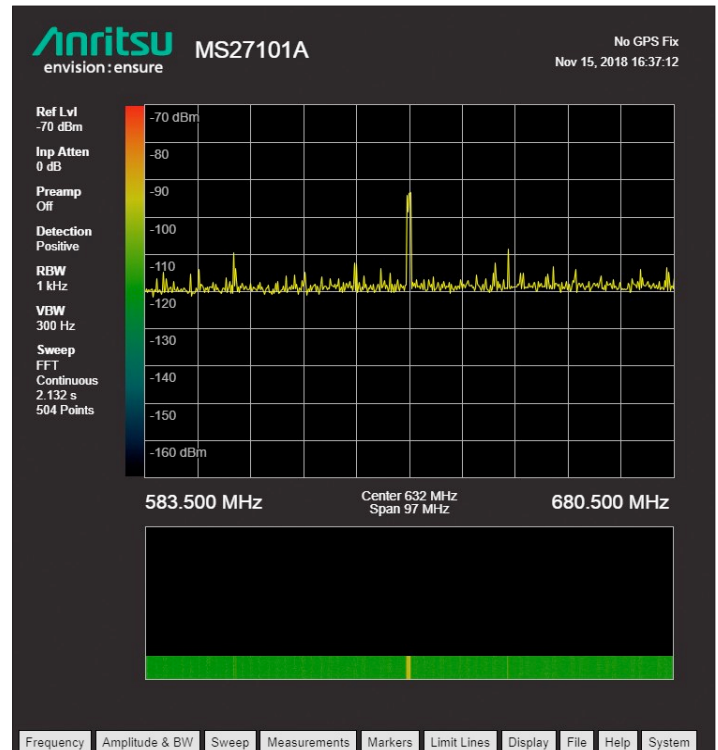 Anritsu
envision:ensure
MS27101A
No GPS Fix
Nov 15, 2018 16:37:12
Ref Lvl
-70 dBm
Inp Atten
0 dB
Preamp
Off
Detection
Positive
RBW
1 kHz
VBW
300 Hz
Sweep
FFT
Continuous
2.132 s
504 Points
-70 dBm
-80
-90
-100
-110
-120
-130
-140
-150
-160 dBm
583.500 MHz
Center 632 MHz
Span 97 MHz
680.500 MHz
Frequency Amplitude & BW Sweep Measurements Markers Limit Lines Display File Help System